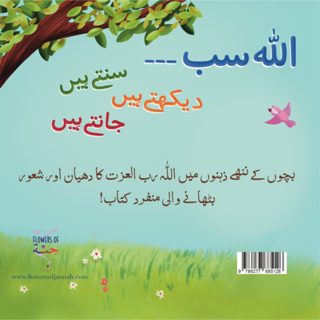 اللہ سب ---
سنتے ہیں
دیکھتے ہیں
جانتے ہیں
بچوں کے ننھے ذہنوں میں اللہ رب العزت کا دھیان اور شعور
بٹھانے والی منفرد کتاب!
FLOWERS OF
جنّة
www.flowersofjannah.com